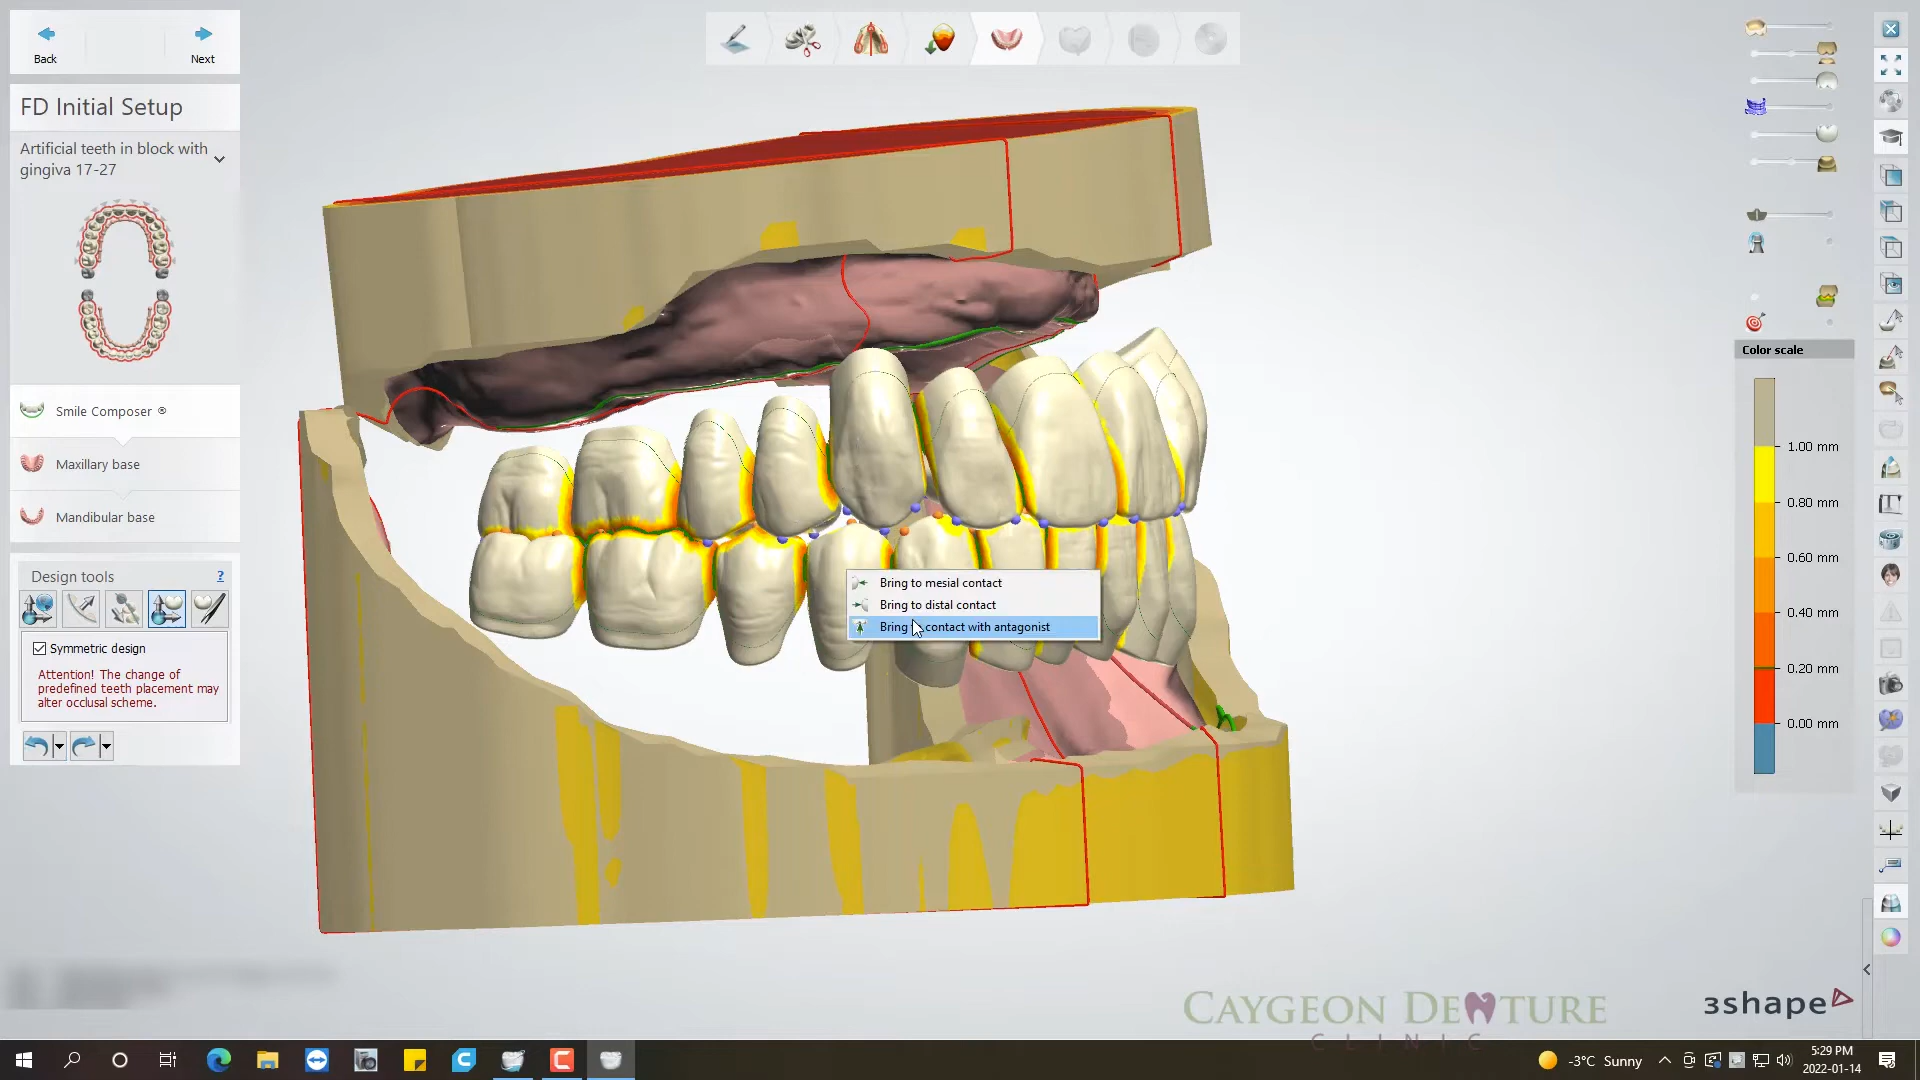 Back
Next
FD Initial Setup
Artificial teeth in block with
gingiva 17-27
Smile Composer ®
Maxillary base
Mandibular base
Design tools
?
Symmetric design
Attention! The change of
predefined teeth placement may
alter occlusal scheme.
Bring to mesial contact
Bring to distal contact
Bring contact with antagonist
Color scale
1.00 mm
0.80 mm
0.60 mm
0.40 mm
0.20 mm
0.00 mm
CAYGEON DENTURE
CLINIC
3shape
-3°C Sunny
5:29 PM
2022-01-14